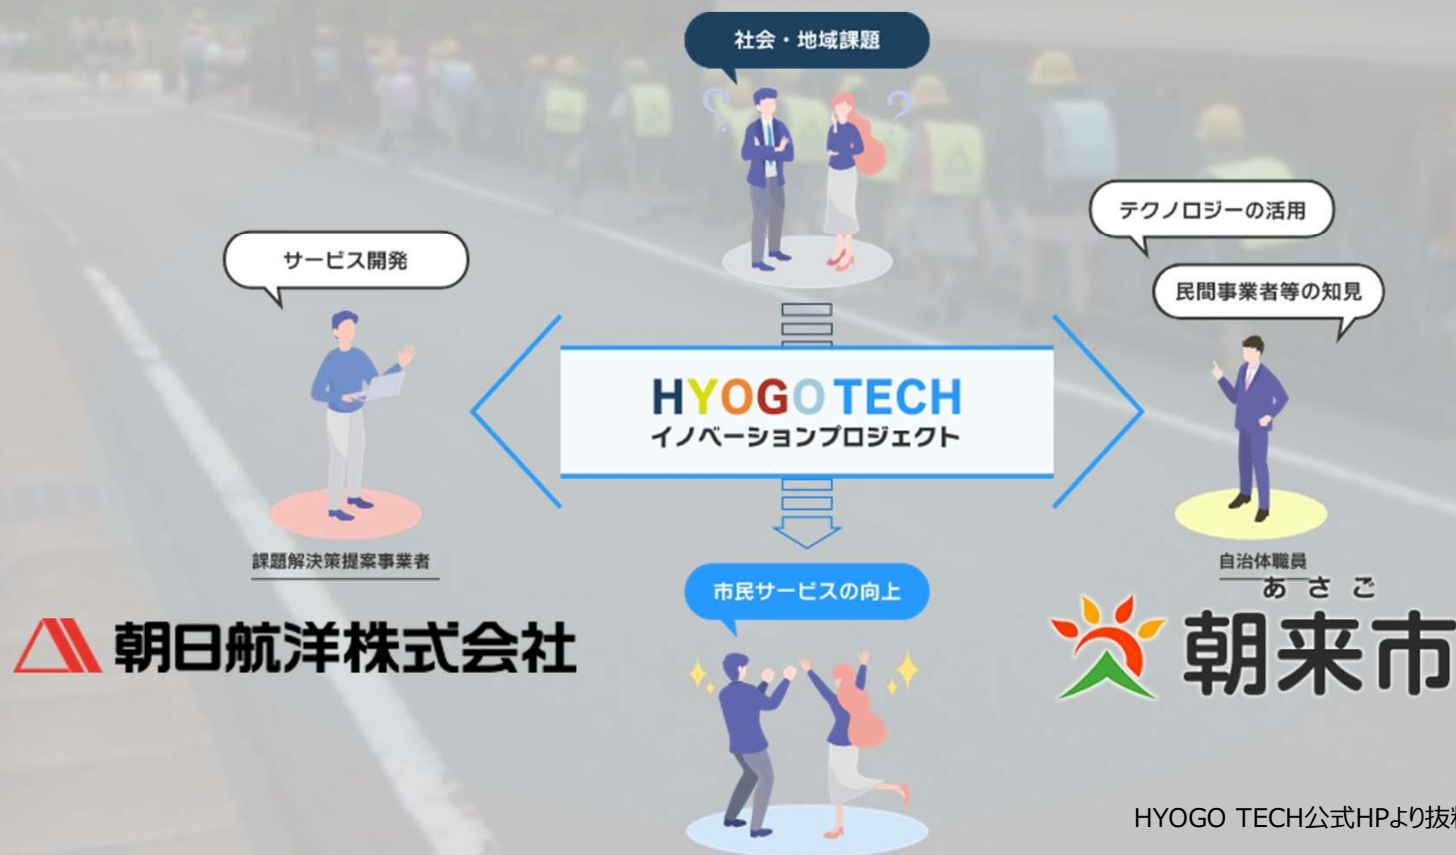 社会・地域課題
テクノロジーの活用
サービス開発
民間事業者等の知見
HYOGO TECH
イノベーションプロジェクト
課題解決策提案事業者
自治体職員
市民サービスの向上
朝日航洋株式会社
あさご
朝来市
HYOGO TECH公式HPより抜粋